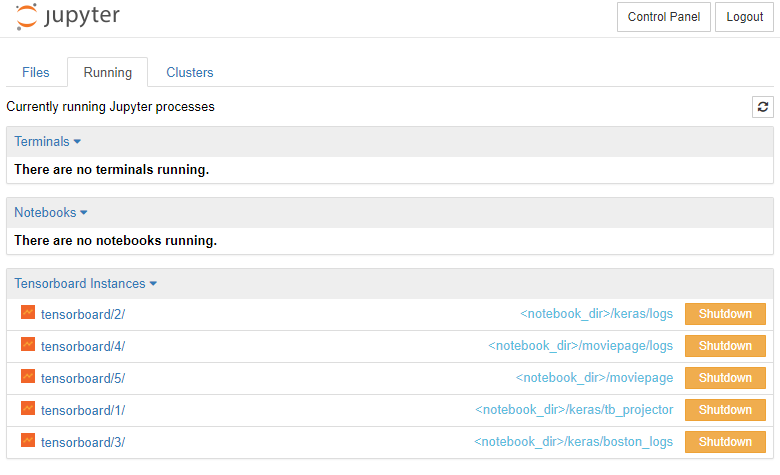 jupyter
Control Panel
Logout
Files
Running
Clusters
Currently running Jupyter processes
Terminals
There are no terminals running.
Notebooks
There are no notebooks running.
Tensorboard Instances
tensorboard/2/ <notebook_dir>/keras/logs Shutdown
tensorboard/4/ <notebook_dir>/moviepage/logs Shutdown
tensorboard/5/ <notebook_dir>/moviepage Shutdown
tensorboard/1/ <notebook_dir>/keras/tb_projector Shutdown
tensorboard/3/ <notebook_dir>/keras/boston_logs Shutdown